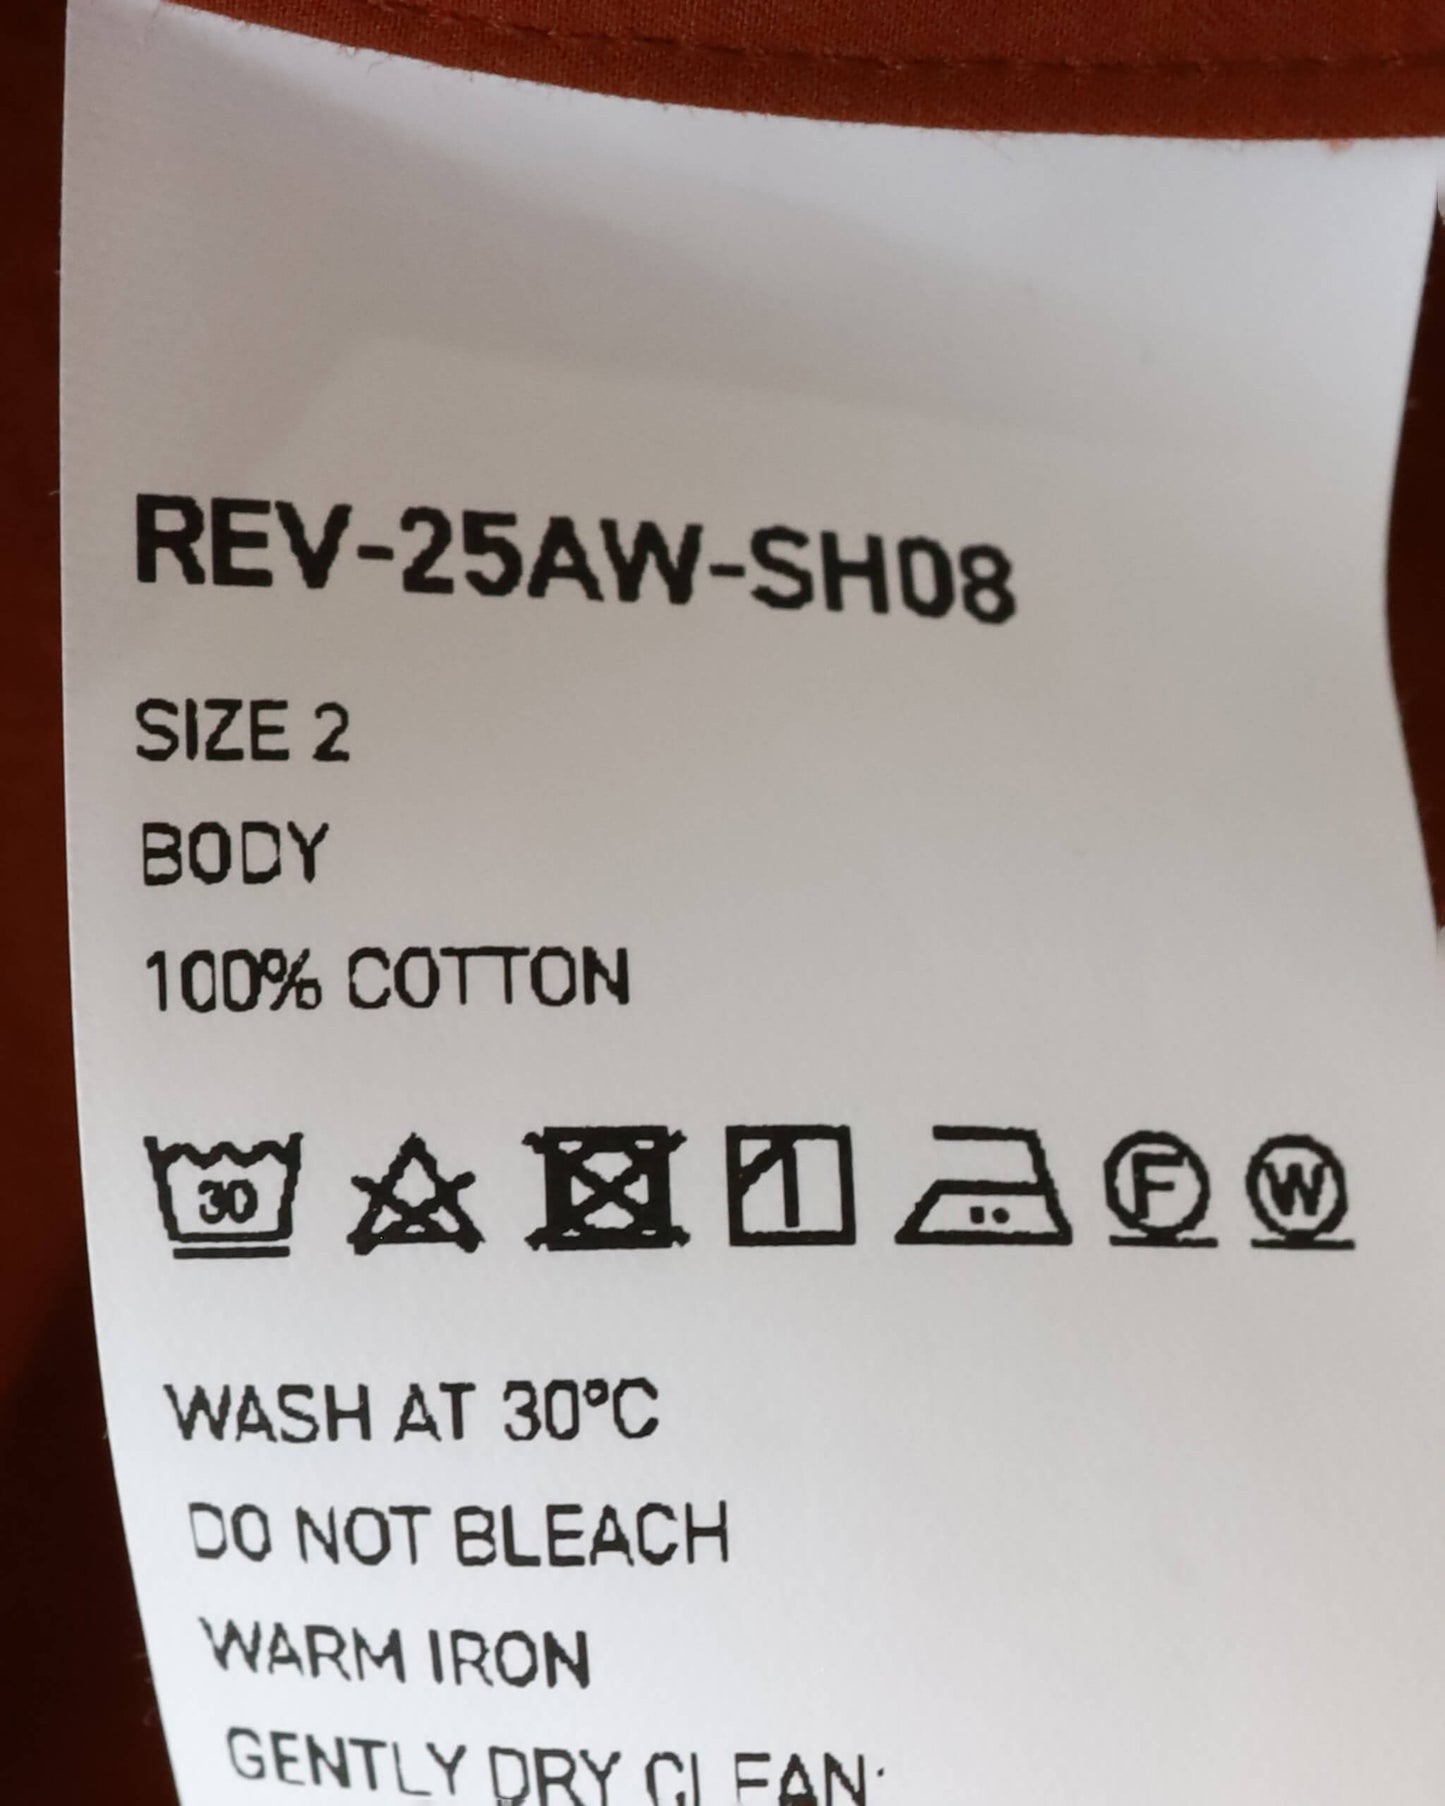 REV-25AW-SH08
SIZE 2
BODY
100% COTTON
30 F W
WASH AT 30°C
DO NOT BLEACH
WARM IRON
GENTLY DRY CLEAN